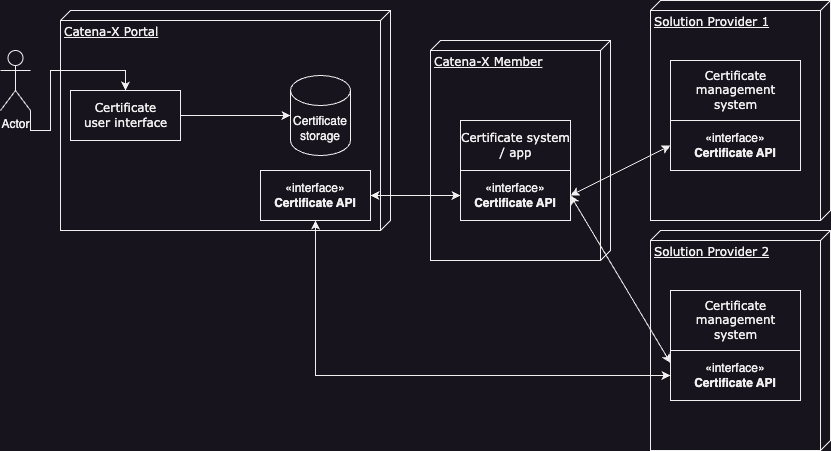 Catena-X Portal
Actor
Certificate
user interface
Certificate
storage
«interface»
Certificate API
Catena-X Member
Certificate system
/ app
«interface»
Certificate API
Solution Provider 1
Certificate
management
system
«interface»
Certificate API
Solution Provider 2
Certificate
management
system
«interface»
Certificate API